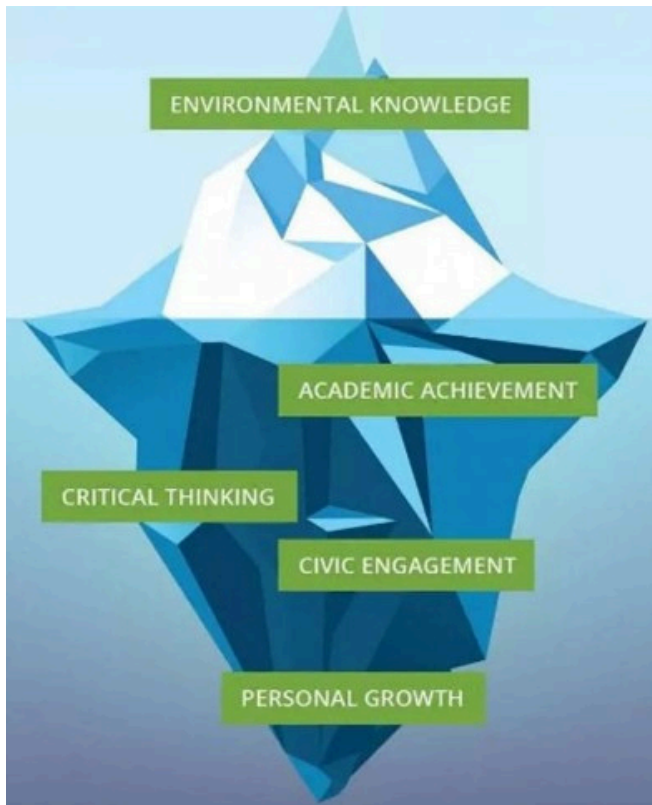 ENVIRONMENTAL KNOWLEDGE
ACADEMIC ACHIEVEMENT
CRITICAL THINKING
CIVIC ENGAGEMENT
PERSONAL GROWTH